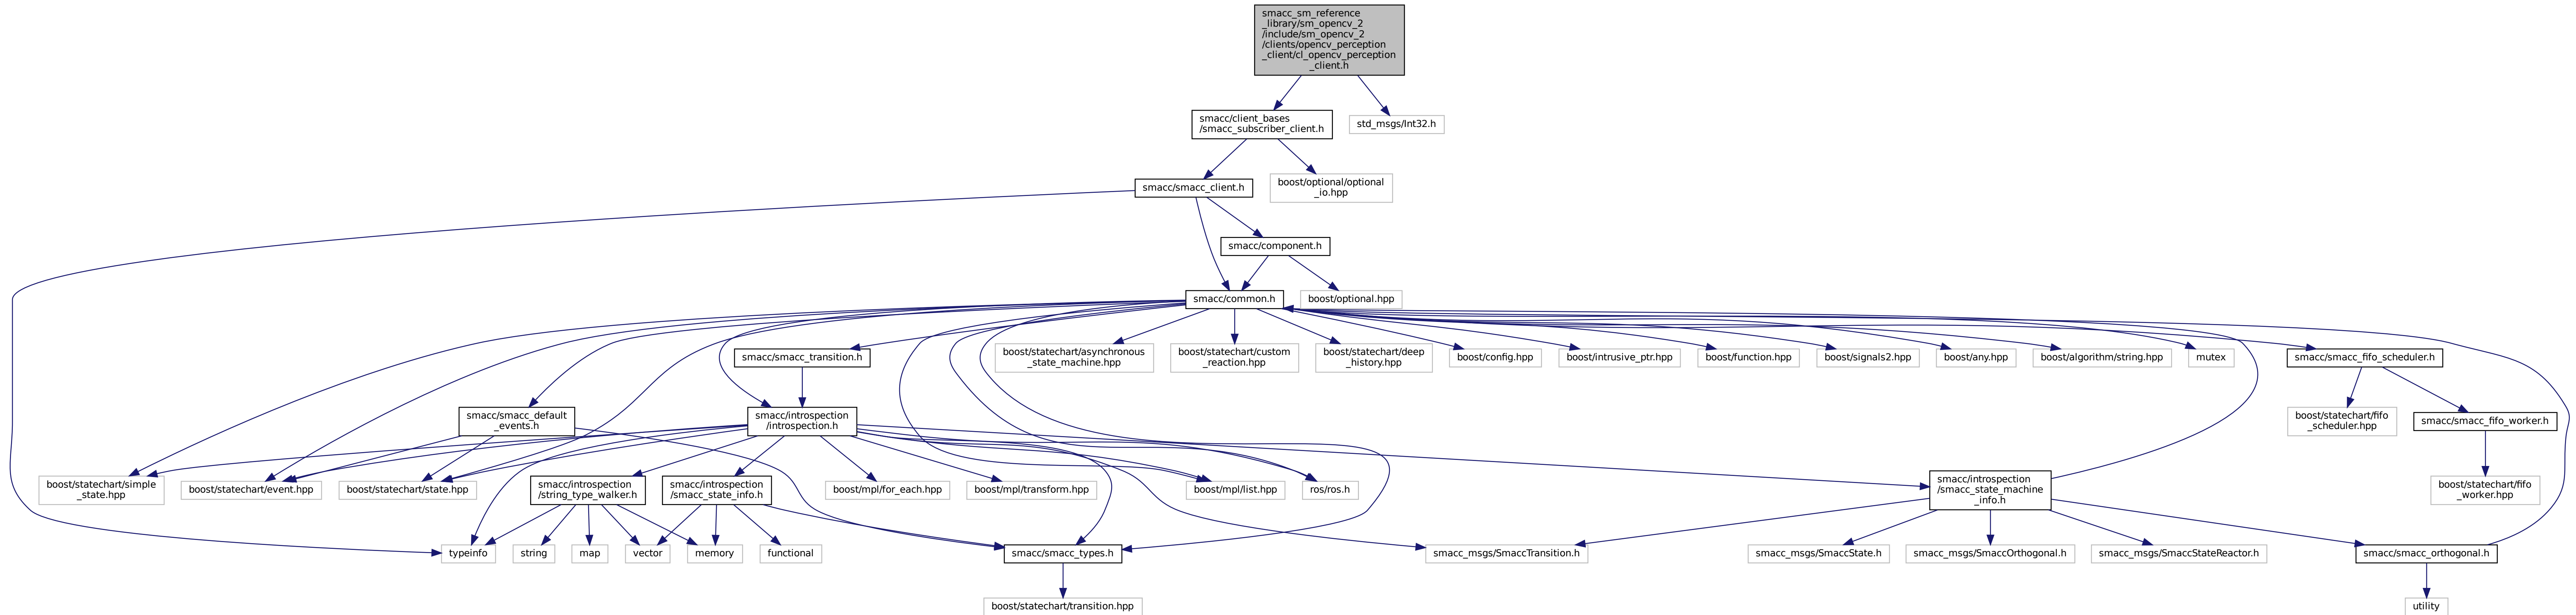 smacc_sm_reference
_library/sm_opencv_2
/include/sm_opencv_2
/clients/opencv_perception
_client/cl_opencv_perception
_client.h
smacc/client_bases
/smacc_subscriber_client.h
std_msgs/Int32.h
smacc/smacc_client.h
boost/optional/optional
_io.hpp
smacc/component.h
smacc/common.h
boost/optional.hpp
smacc/smacc_transition.h
boost/statechart/asynchronous
_state_machine.hpp
boost/statechart/custom
_reaction.hpp
boost/statechart/deep
_history.hpp
boost/config.hpp
boost/intrusive_ptr.hpp
boost/function.hpp
boost/signals2.hpp
boost/any.hpp
boost/algorithm/string.hpp
mutex
smacc/smacc_fifo_scheduler.h
smacc/smacc_default
_events.h
smacc/introspection
/introspection.h
boost/statechart/fifo
_scheduler.hpp
smacc/smacc_fifo_worker.h
boost/statechart/simple
_state.hpp
boost/statechart/event.hpp
boost/statechart/state.hpp
smacc/introspection
/string_type_walker.h
smacc/introspection
/smacc_state_info.h
boost/mpl/for_each.hpp
boost/mpl/transform.hpp
boost/mpl/list.hpp
ros/ros.h
smacc/introspection
/smacc_state_machine
_info.h
boost/statechart/fifo
_worker.hpp
typeinfo
string
map
vector
memory
functional
smacc/smacc_types.h
smacc_msgs/SmaccTransition.h
smacc_msgs/SmaccState.h
smacc_msgs/SmaccOrthogonal.h
smacc_msgs/SmaccStateReactor.h
smacc/smacc_orthogonal.h
boost/statechart/transition.hpp
utility